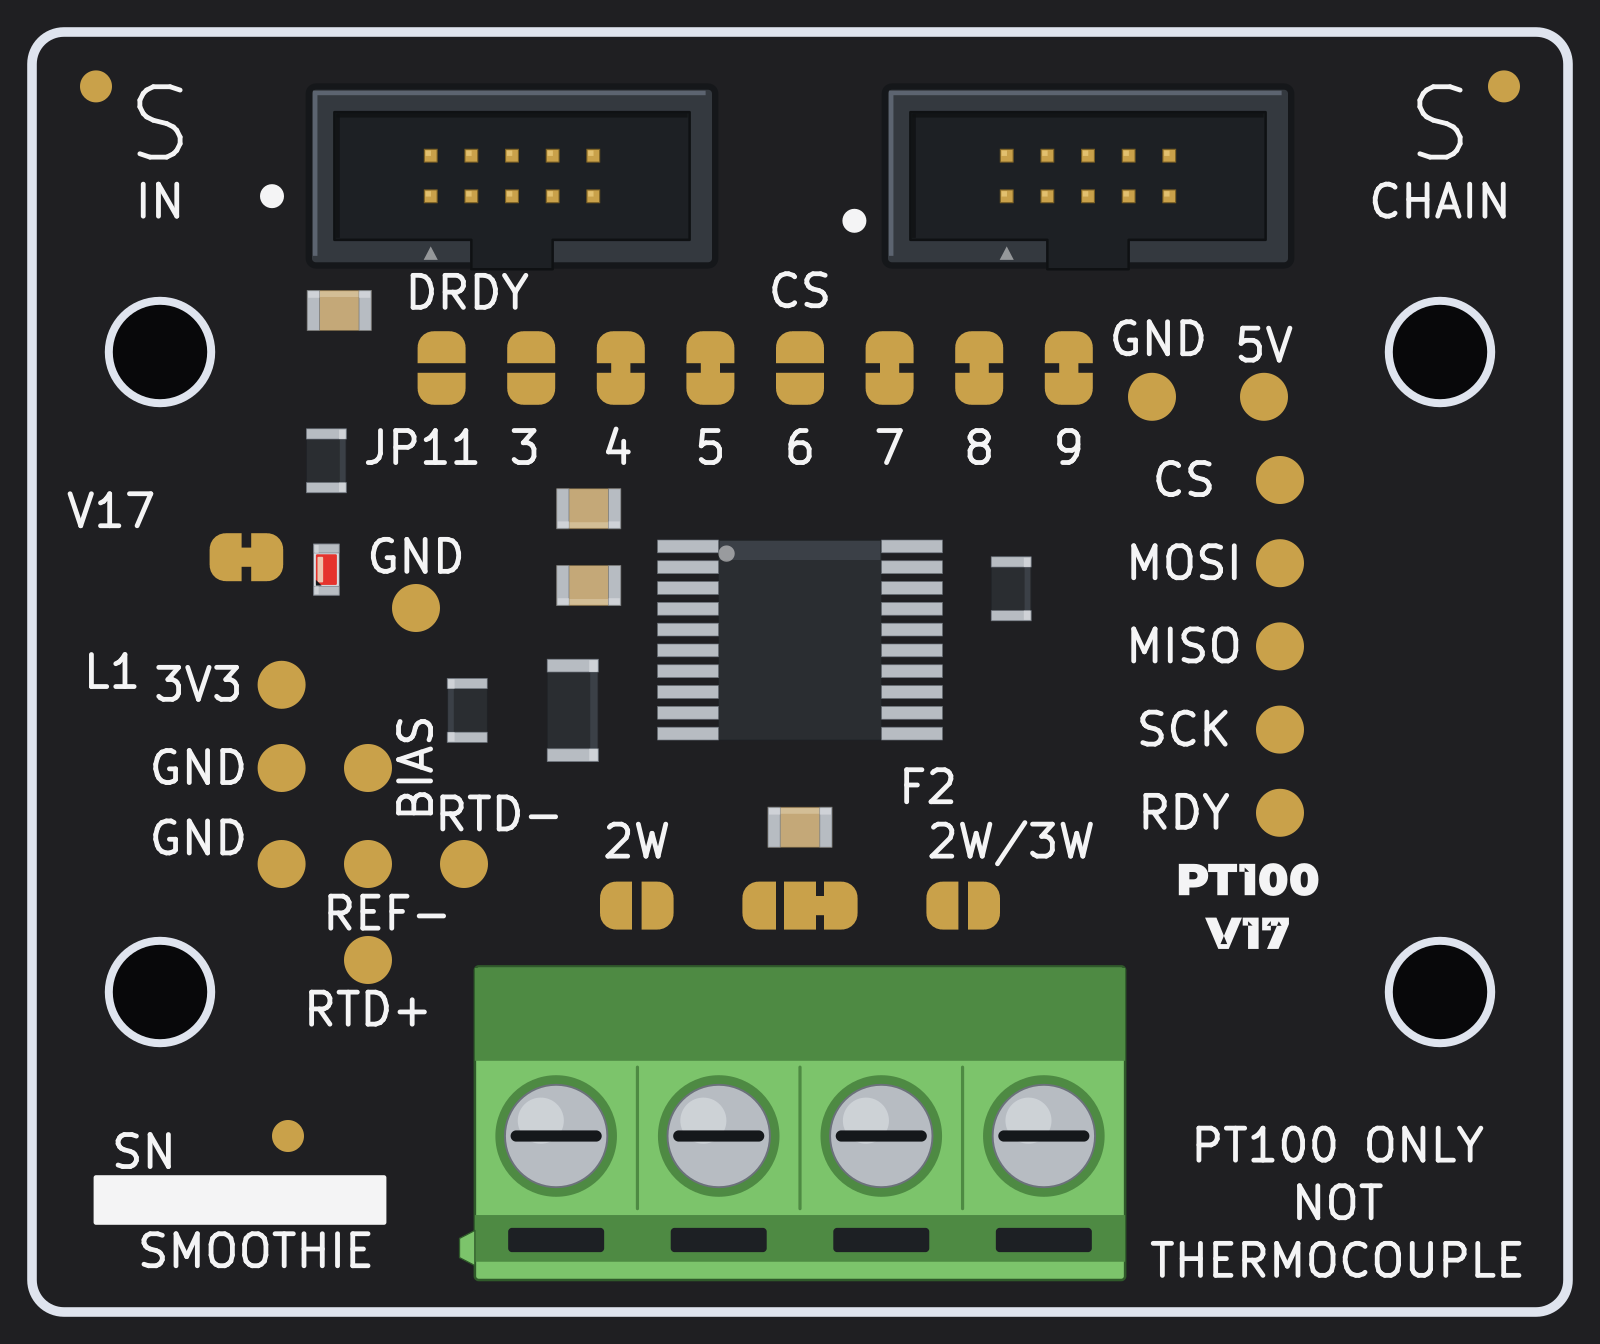 S
IN
S
CHAIN
DRDY
CS
GND
5V
JP11 3 4 5 6 7 8 9
CS
V17
GND
MOSI
MISO
L1
3V3
SCK
BIAS
GND
F2
RTD-
RDY
GND
2W
2W/3W
PT100
V17
REF-
RTD+
SN
SMOOTHIE
PT100 ONLY
NOT
THERMOCOUPLE